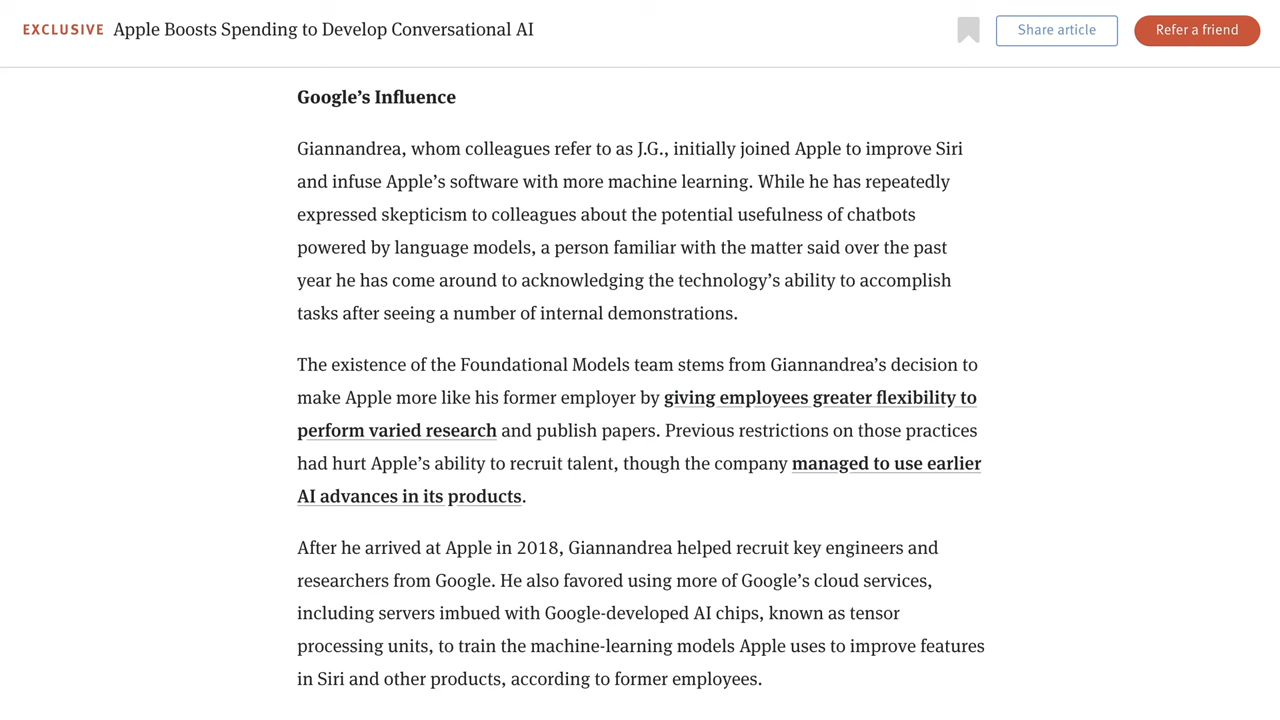 EXCLUSIVE Apple Boosts Spending to Develop Conversational AI
Share article
Refer a friend
Google’s Influence
Giannandrea, whom colleagues refer to as J.G., initially joined Apple to improve Siri
and infuse Apple’s software with more machine learning. While he has repeatedly
expressed skepticism to colleagues about the potential usefulness of chatbots
powered by language models, a person familiar with the matter said over the past
year he has come around to acknowledging the technology’s ability to accomplish
tasks after seeing a number of internal demonstrations.
The existence of the Foundational Models team stems from Giannandrea’s decision to
make Apple more like his former employer by giving employees greater flexibility to
perform varied research and publish papers. Previous restrictions on those practices
had hurt Apple’s ability to recruit talent, though the company managed to use earlier
AI advances in its products.
After he arrived at Apple in 2018, Giannandrea helped recruit key engineers and
researchers from Google. He also favored using more of Google’s cloud services,
including servers imbued with Google-developed AI chips, known as tensor
processing units, to train the machine-learning models Apple uses to improve features
in Siri and other products, according to former employees.